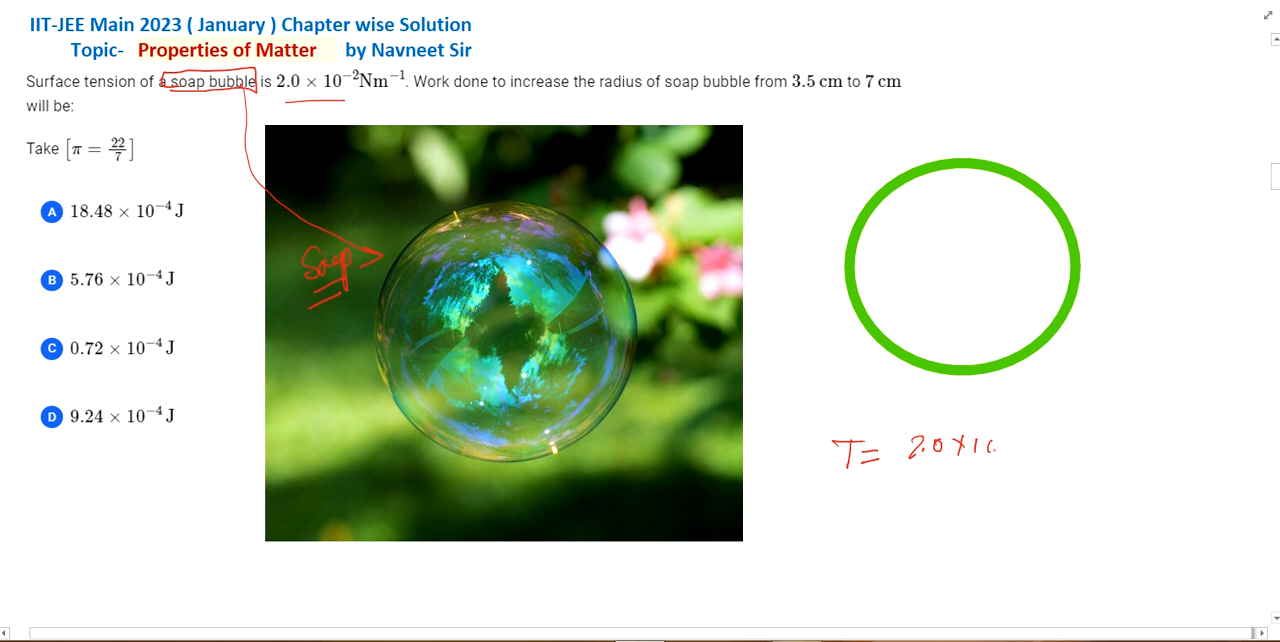 IIT-JEE Main 2023 ( January ) Chapter wise Solution
Topic- Properties of Matter by Navneet Sir
Surface tension of a soap bubble is 2.0 × 10⁻²Nm⁻¹. Work done to increase the radius of soap bubble from 3.5 cm to 7 cm
will be:
Take [π = 22/7]
A 18.48 × 10⁻⁴ J
B 5.76 × 10⁻⁴ J
C 0.72 × 10⁻⁴ J
D 9.24 × 10⁻⁴ J
Soap
T= 2.0 × 1